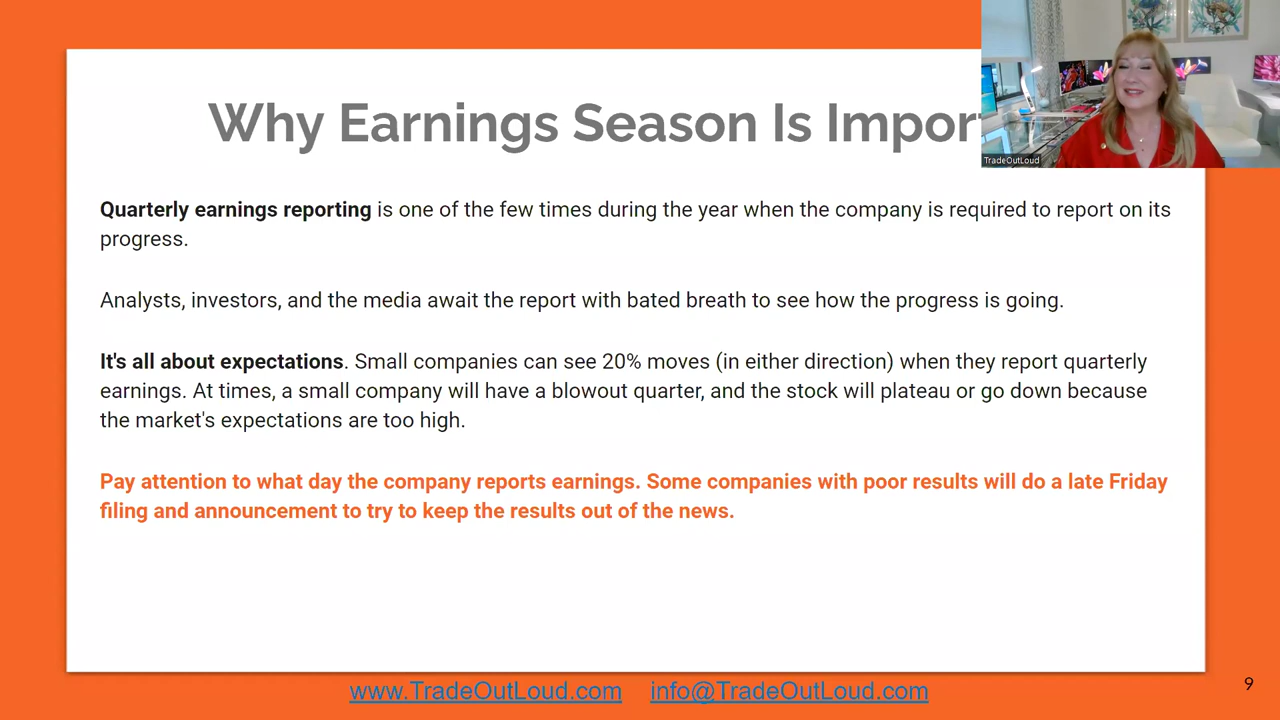 Why Earnings Season Is Impor
TradeOutLoud
Quarterly earnings reporting is one of the few times during the year when the company is required to report on its
progress.
Analysts, investors, and the media await the report with bated breath to see how the progress is going.
It's all about expectations. Small companies can see 20% moves (in either direction) when they report quarterly
earnings. At times, a small company will have a blowout quarter, and the stock will plateau or go down because
the market's expectations are too high.
Pay attention to what day the company reports earnings. Some companies with poor results will do a late Friday
filing and announcement to try to keep the results out of the news.
www.TradeOutLoud.com info@TradeOutLoud.com
9